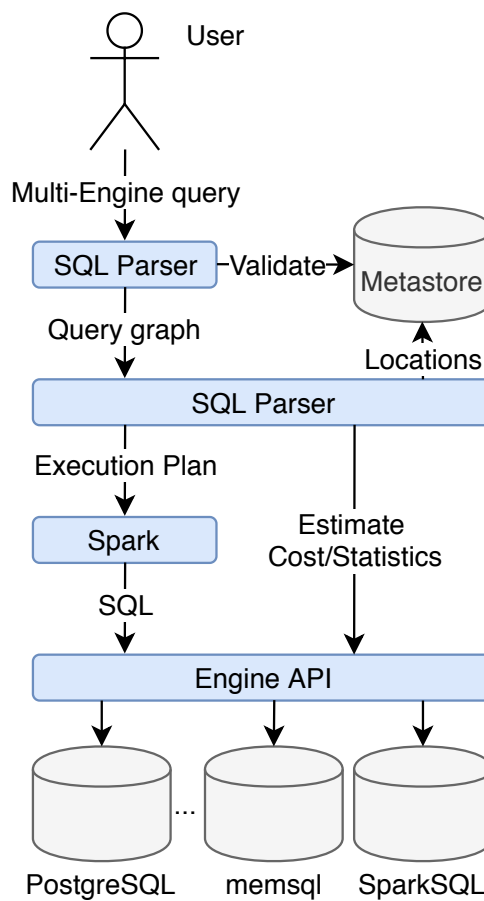 User
Multi-Engine query
SQL Parser
Validate
Metastore
Query graph
Locations
SQL Parser
Execution Plan
Spark
Estimate
Cost/Statistics
SQL
Engine API
...
PostgreSQL
memsql
SparkSQL